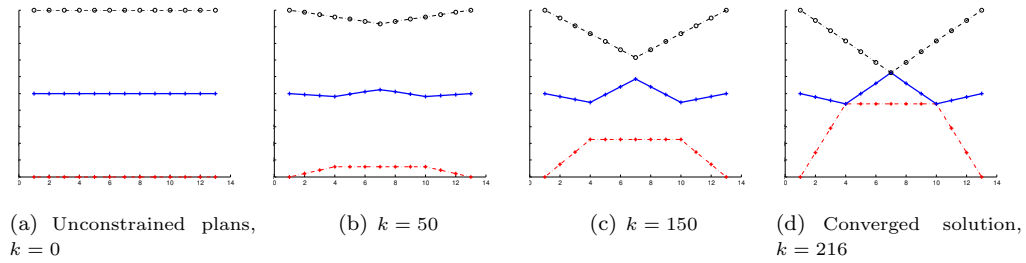 0 2 4 6 8 10 12 14
0 2 4 6 8 10 12 14
0 2 4 6 8 10 12 14
0 2 4 6 8 10 12 14
(a) Unconstrained plans,
k = 0
(b) k = 50
(c) k = 150
(d) Converged solution,
k = 216